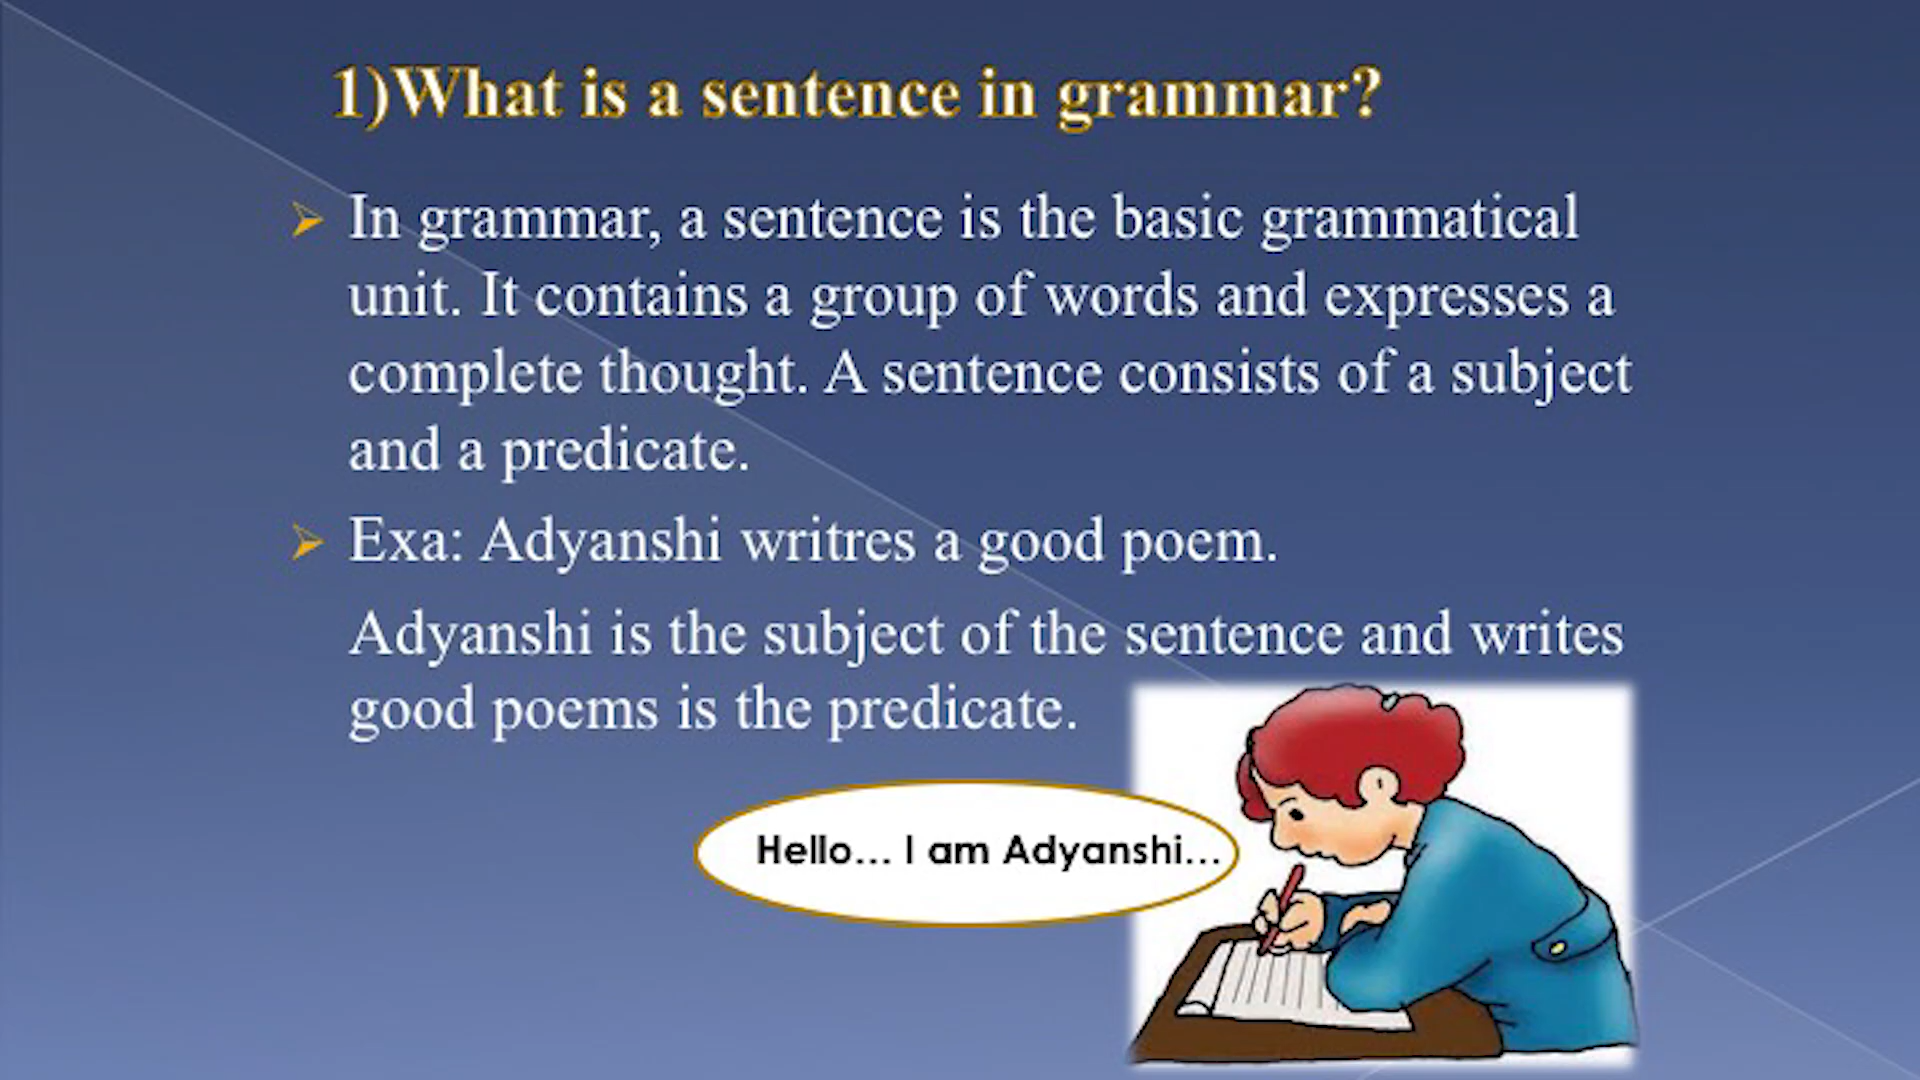 1)What is a sentence in grammar?
In grammar, a sentence is the basic grammatical
unit. It contains a group of words and expresses a
complete thought. A sentence consists of a subject
and a predicate.
Exa: Adyanshi writres a good poem.
Adyanshi is the subject of the sentence and writes
good poems is the predicate.
Hello... I am Adyanshi...